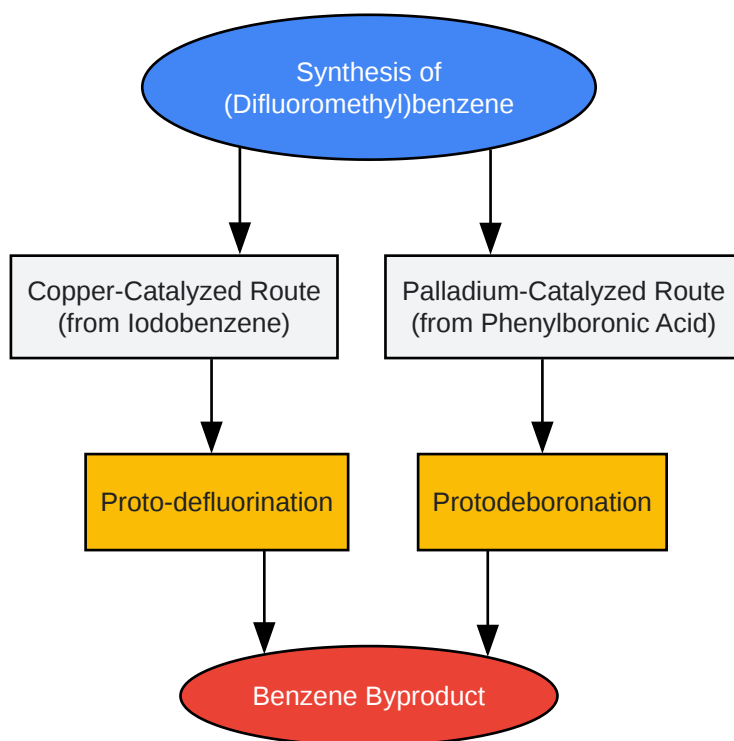 Synthesis of
(Difluoromethyl)benzene
Copper-Catalyzed Route
(from Iodobenzene)
Palladium-Catalyzed Route
(from Phenylboronic Acid)
Proto-defluorination
Protodeboronation
Benzene Byproduct